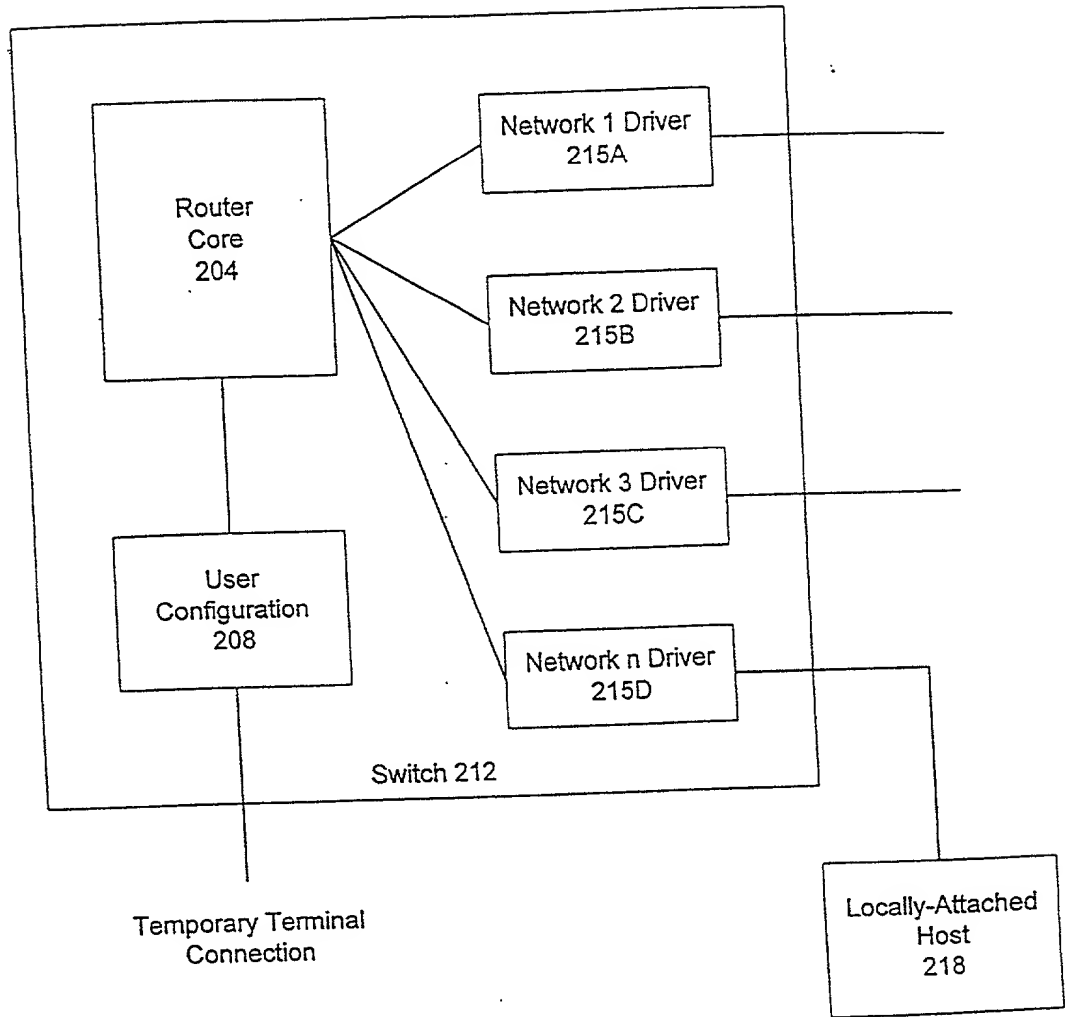 Network 1 Driver
215A
Router
Core
204
Network 2 Driver
215B
Network 3 Driver
215C
User
Configuration
208
Network n Driver
215D
Switch 212
Temporary Terminal
Connection
Locally-Attached
Host
218